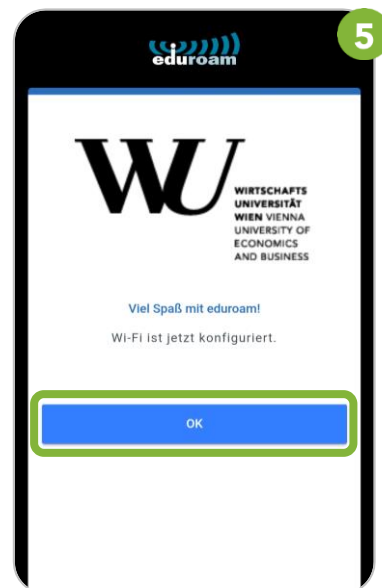 5
eduroam
WU
WIRTSCHAFTS
UNIVERSITÄT
WIEN VIENNA
UNIVERSITY OF
ECONOMICS
AND BUSINESS
Viel Spaß mit eduroam!
Wi-Fi ist jetzt konfiguriert.
OK